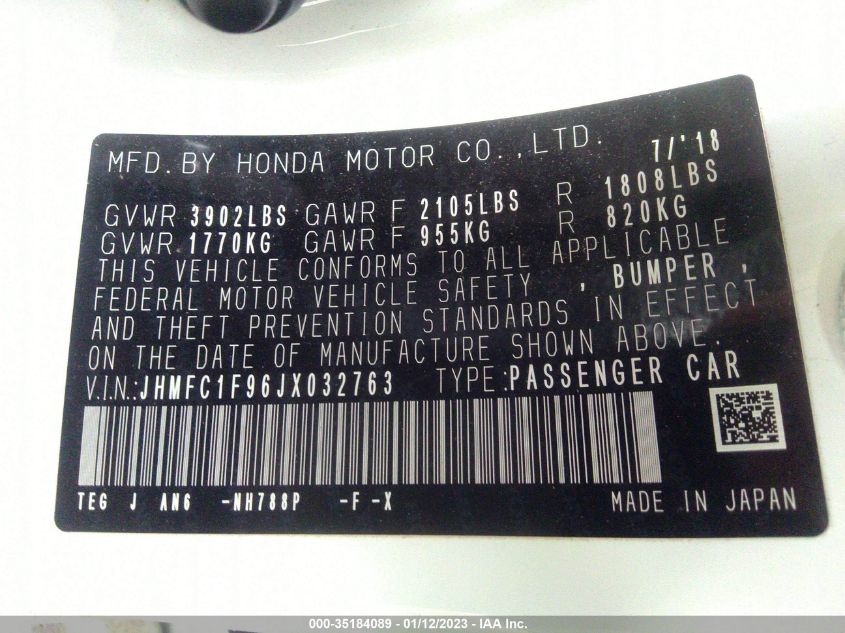 MFD. BY HONDA MOTOR CO., LTD. 7/'18
GVWR 3902LBS GAWR F 2105LBS R 1808LBS
GVWR 1770KG GAWR F 955KG R 820KG
THIS VEHICLE CONFORMS TO ALL APPLICABLE
FEDERAL MOTOR VEHICLE SAFETY , BUMPER ,
AND THEFT PREVENTION STANDARDS IN EFFECT
ON THE DATE OF MANUFACTURE SHOWN ABOVE.
V.I.N.: JHMFC1F96JX032763 TYPE: PASSENGER CAR
TEG J AN6 -NH788P -F -X MADE IN JAPAN
000-35184089 - 01/12/2023 - IAA Inc.